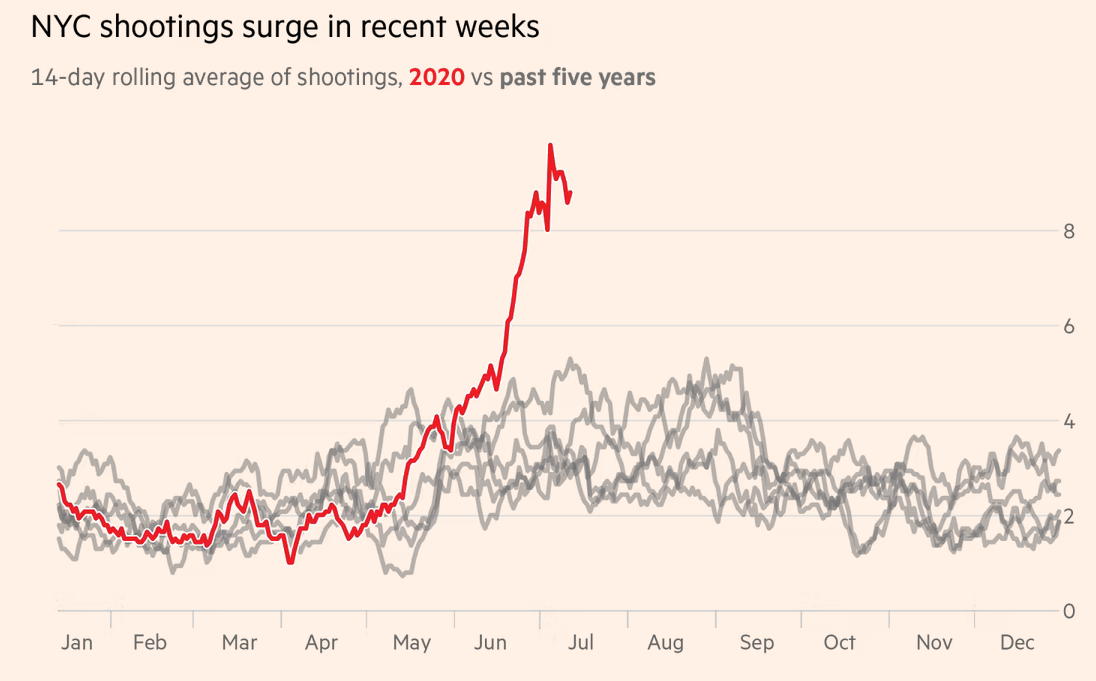 NYC shootings surge in recent weeks
14-day rolling average of shootings, 2020 vs past five years
8
6
4
2
0
Jan Feb Mar Apr May Jun Jul Aug Sep Oct Nov Dec